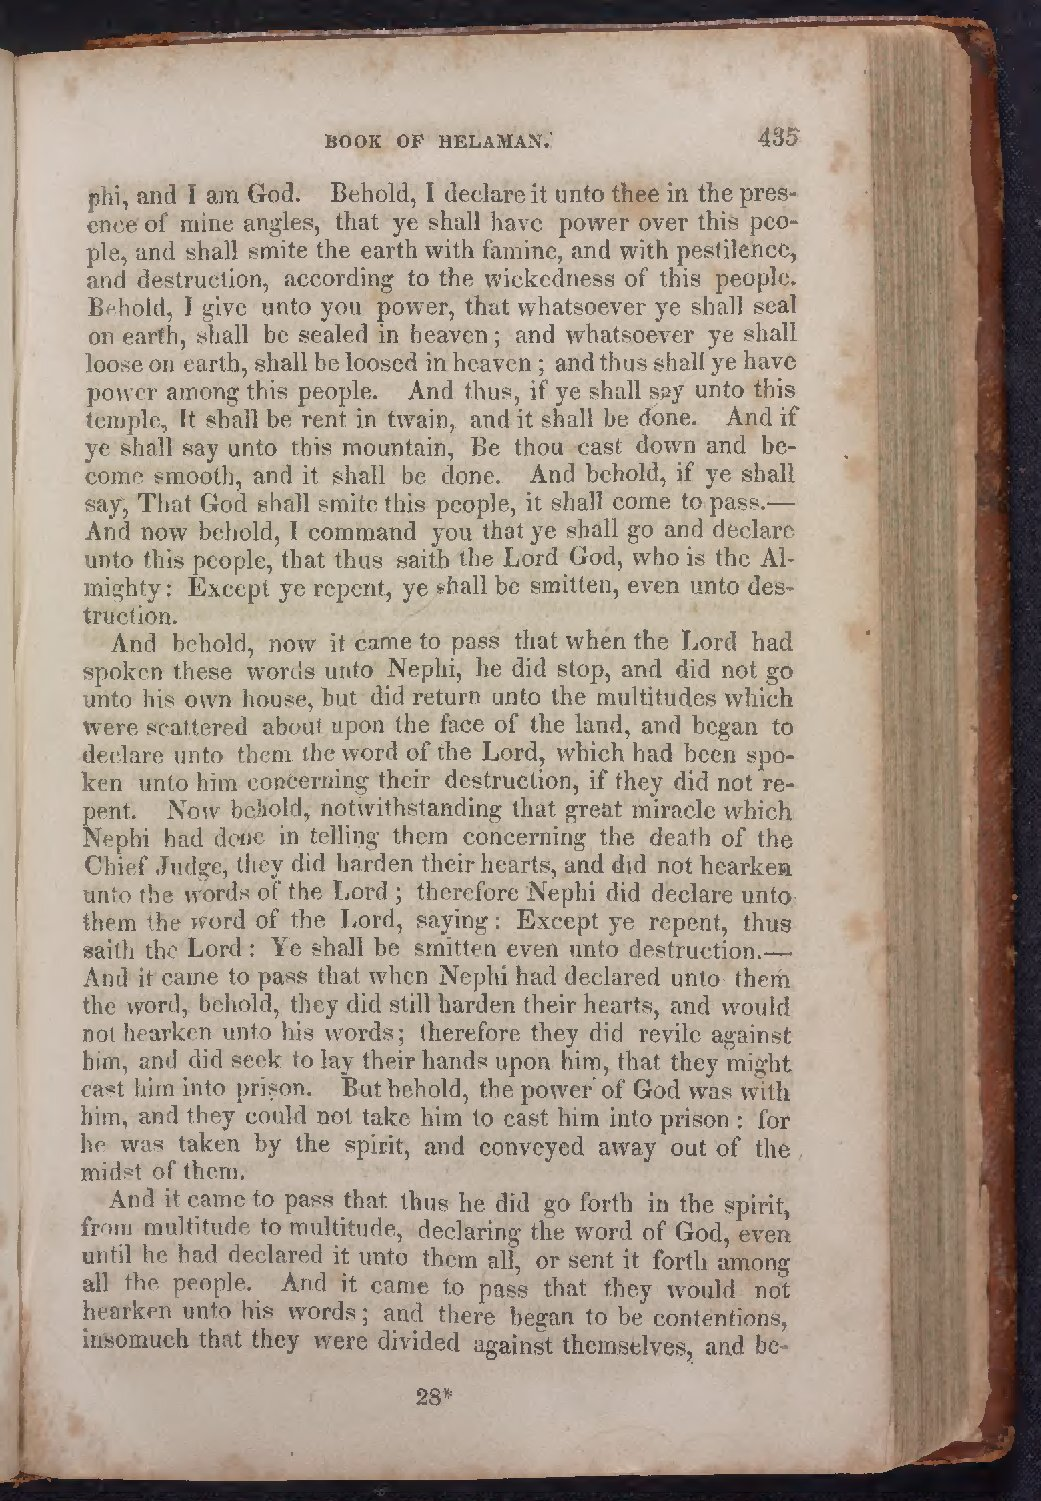 BOOK OF HELAMAN. 435
phi, and I am God. Behold, I declare it unto thee in the pres-
ence of mine angles, that ye shall have power over this peo-
ple, and shall smite the earth with famine, and with pestilence,
and destruction, according to the wickedness of this people.
Behold, I give unto you power, that whatsoever ye shall seal
on earth, shall be sealed in heaven; and whatsoever ye shall
loose on earth, shall be loosed in heaven; and thus shall ye have
power among this people. And thus, if ye shall say unto this
temple, It shall be rent in twain, and it shall be done. And if
ye shall say unto this mountain, Be thou cast down and be-
come smooth, and it shall be done. And behold, if ye shall
say, That God shall smite this people, it shall come to pass.—
And now behold, I command you that ye shall go and declare
unto this people, that thus saith the Lord God, who is the Al-
mighty: Except ye repent, ye shall be smitten, even unto des-
truction.
And behold, now it came to pass that when the Lord had
spoken these words unto Nephi, he did stop, and did not go
unto his own house, but did return unto the multitudes which
were scattered about upon the face of the land, and began to
declare unto them the word of the Lord, which had been spo-
ken unto him concerning their destruction, if they did not re-
pent. Now behold, notwithstanding that great miracle which
Nephi had done in telling them concerning the death of the
Chief Judge, they did harden their hearts, and did not hearken
unto the words of the Lord; therefore Nephi did declare unto
them the word of the Lord, saying: Except ye repent, thus
saith the Lord: Ye shall be smitten even unto destruction.—
And it came to pass that when Nephi had declared unto them
the word, behold, they did still harden their hearts, and would
not hearken unto his words; therefore they did revile against
him, and did seek to lay their hands upon him, that they might
cast him into prison. But behold, the power of God was with
him, and they could not take him to cast him into prison: for
he was taken by the spirit, and conveyed away out of the
midst of them.
And it came to pass that thus he did go forth in the spirit,
from multitude to multitude, declaring the word of God, even
until he had declared it unto them all, or sent it forth among
all the people. And it came to pass that they would not
hearken unto his words; and there began to be contentions,
insomuch that they were divided against themselves, and be-
28*